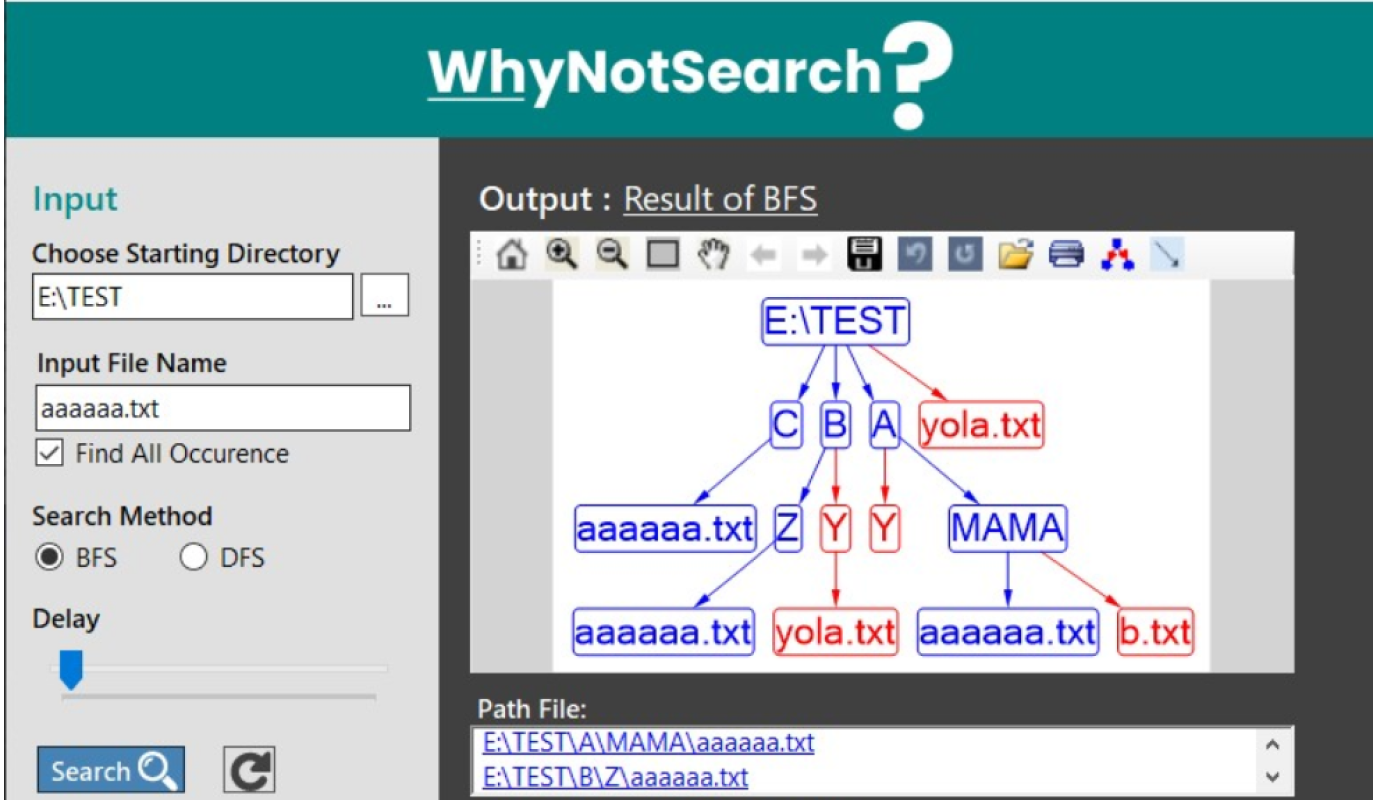 WhyNotSearch?
Input
Choose Starting Directory
E:\TEST
...
Input File Name
aaaaaa.txt
Find All Occurence
Search Method
BFS DFS
Delay
Search
Output : Result of BFS
E:\TEST
C B A yola.txt
aaaaaa.txt Z Y Y MAMA
aaaaaa.txt yola.txt aaaaaa.txt b.txt
Path File:
E:\TEST\A\MAMA\aaaaaa.txt
E:\TEST\B\Z\aaaaaa.txt